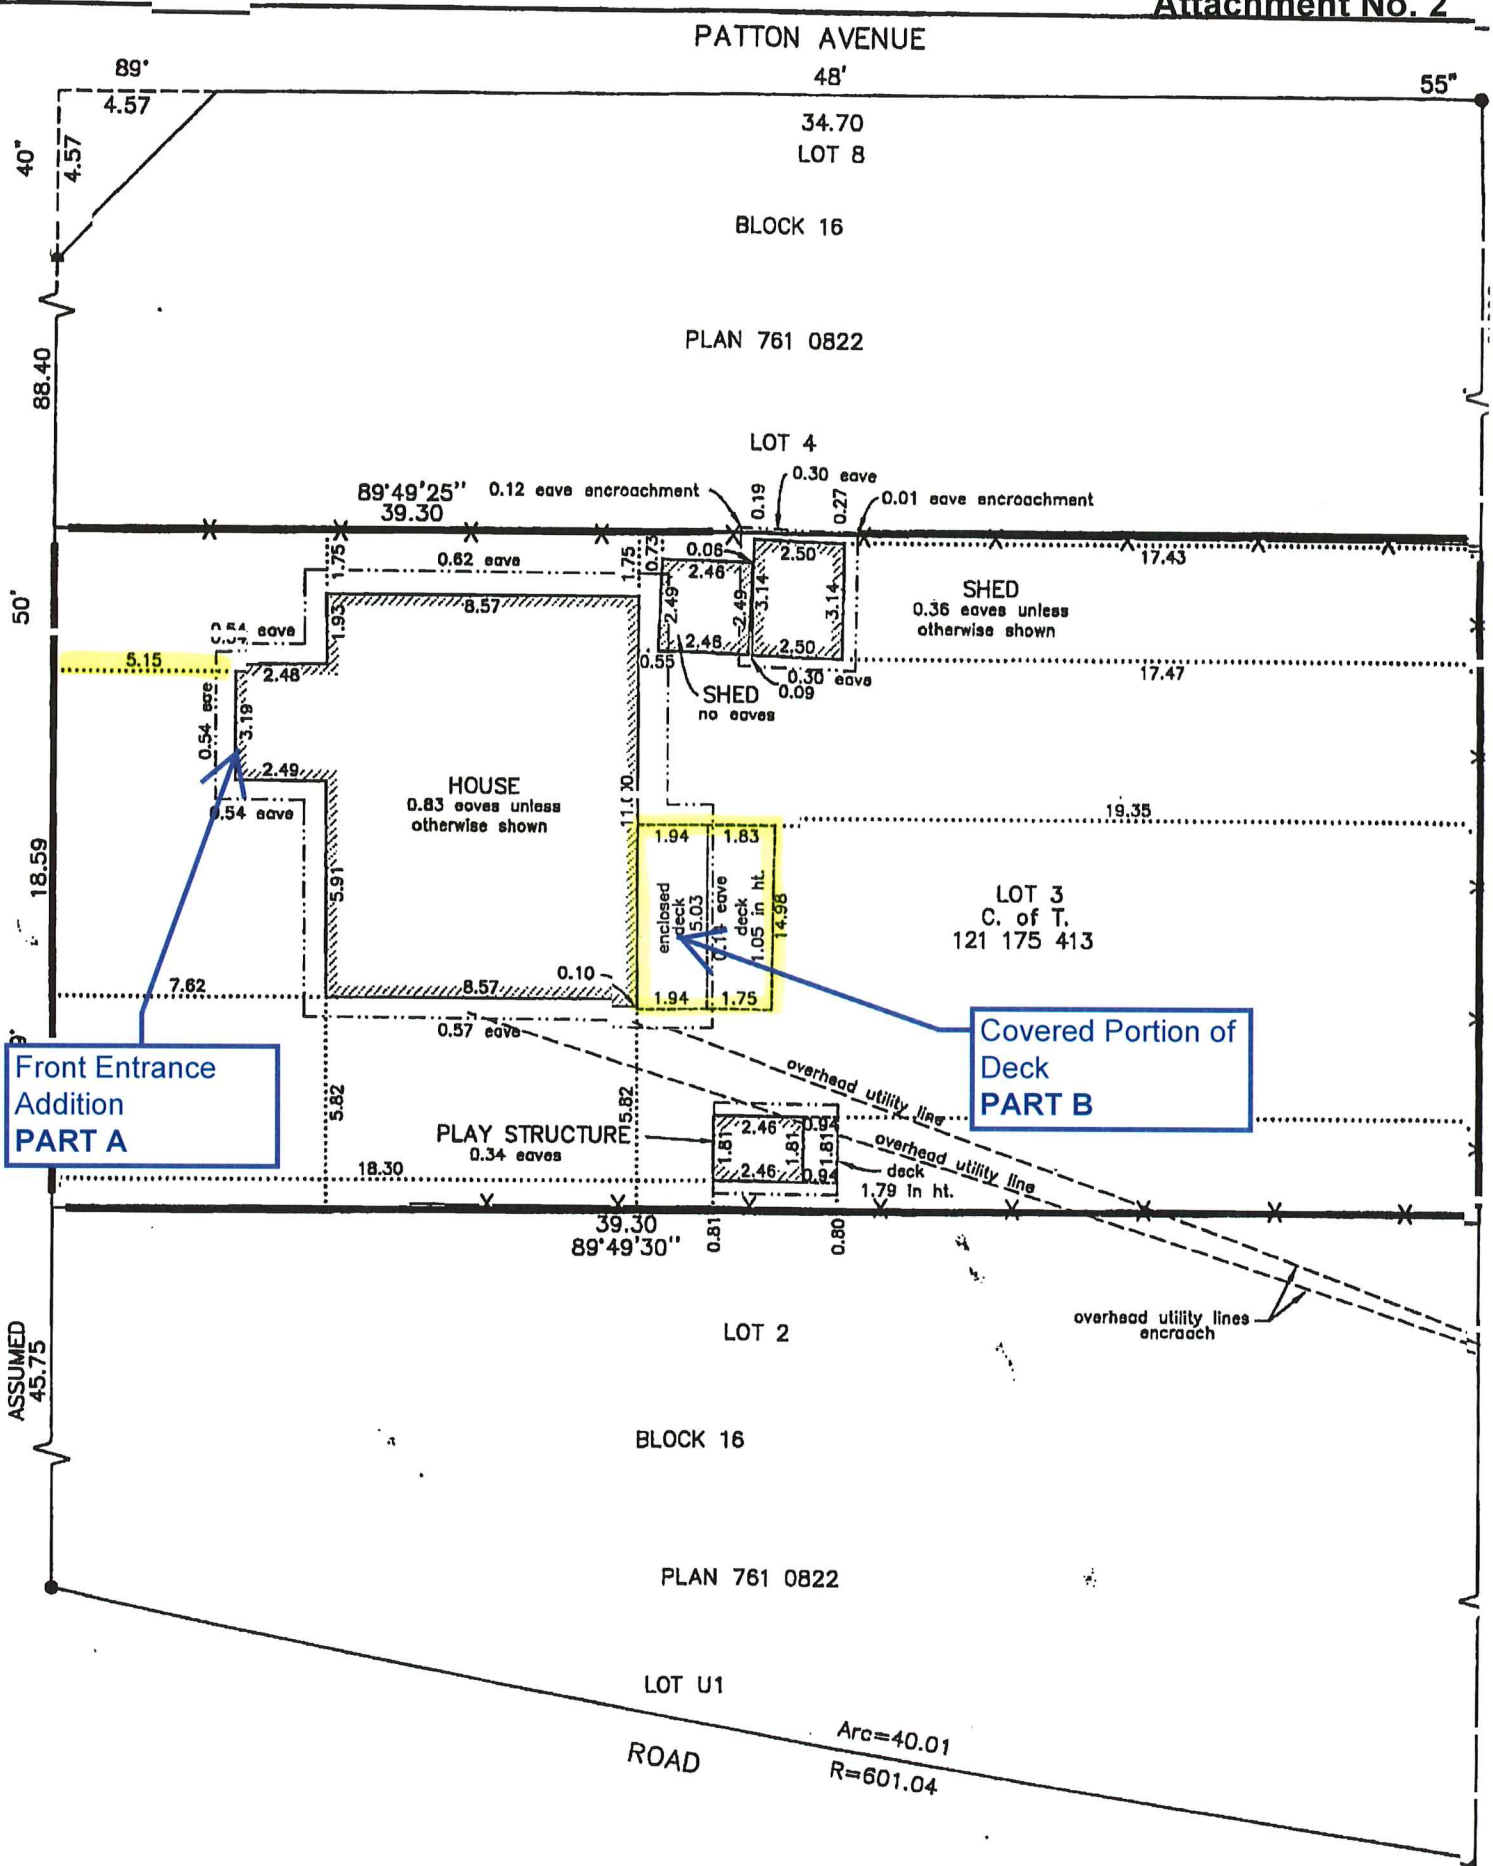 Attachment No. 2
PATTON AVENUE
89°
48'
55"
4.57
4.57
40"
34.70
LOT 8
BLOCK 16
PLAN 761 0822
88.40
LOT 4
0.30 eave
89°49'25"
0.12 eave encroachment
0.19
0.27
0.01 eave encroachment
39.30
1.75
0.62 eave
1.75
0.73
0.06
2.50
17.43
2.46
SHED
0.36 eaves unless
otherwise shown
50'
8.57
1.93
2.49
2.49
3.14
3.14
0.54 eave
5.15
2.48
2.46
2.50
0.55
17.47
0.30 eave
0.09
SHED
no eaves
0.54 eave
3.19
2.49
HOUSE
0.83 eaves unless
otherwise shown
0.54 eave
19.35
1.94
1.83
18.59
5.91
enclosed
deck
5.03
deck
1.05 in ht.
14.98
LOT 3
C. of T.
121 175 413
0.10
7.62
8.57
1.94
1.75
0.57 eave
Front Entrance
Addition
PART A
Covered Portion of
Deck
PART B
overhead utility line
5.82
5.82
PLAY STRUCTURE
0.34 eaves
2.46
0.94
1.81
1.81
1.81
overhead utility line
18.30
2.46
0.94
deck
1.79 in ht.
39.30
89°49'30"
0.81
0.80
overhead utility lines
encroach
LOT 2
ASSUMED
45.75
BLOCK 16
PLAN 761 0822
LOT U1
Arc=40.01
ROAD
R=601.04